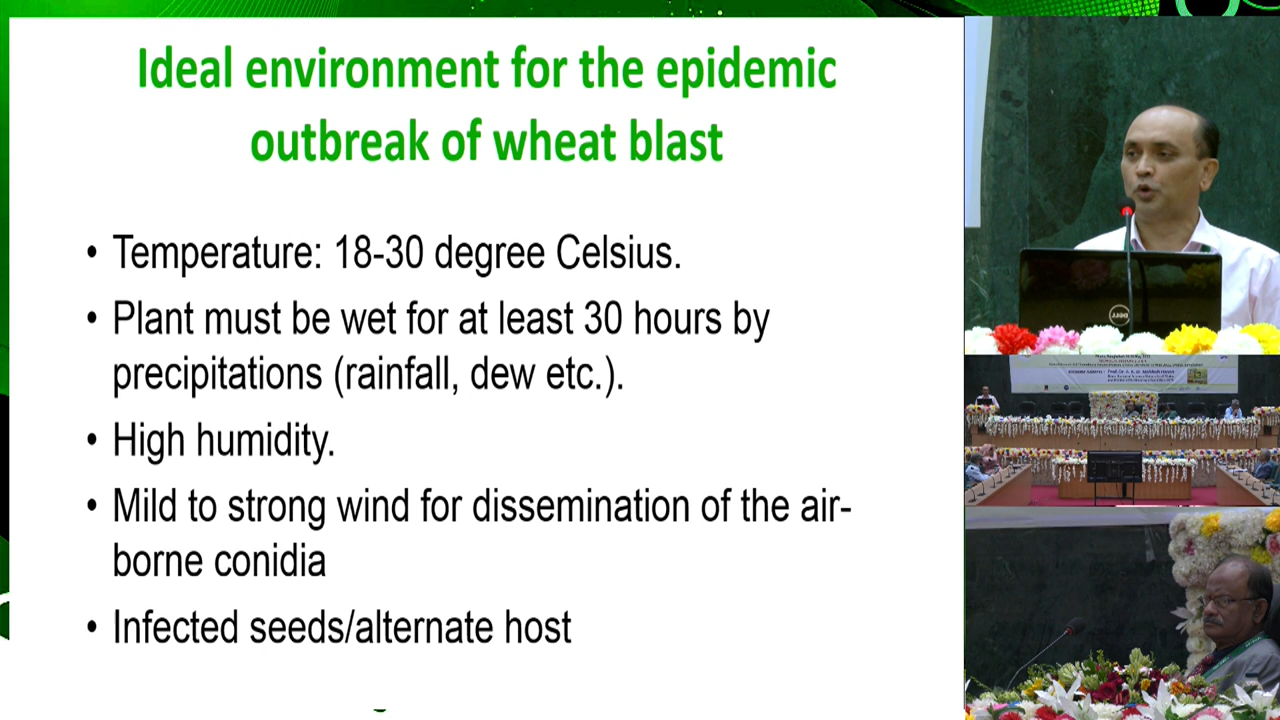 Ideal environment for the epidemic
outbreak of wheat blast
• Temperature: 18-30 degree Celsius.
• Plant must be wet for at least 30 hours by
precipitations (rainfall, dew etc.).
• High humidity.
• Mild to strong wind for dissemination of the air-
borne conidia
• Infected seeds/alternate host
DELL